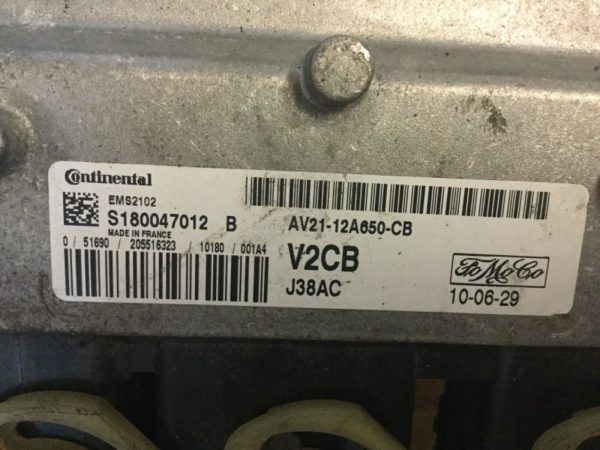 Continental
EMS2102
S180047012 B
MADE IN FRANCE
0 / 51690 / 205516323 / 10180 / 001A4
AV21-12A650-CB
V2CB
J38AC
FoMoCo
10-06-29